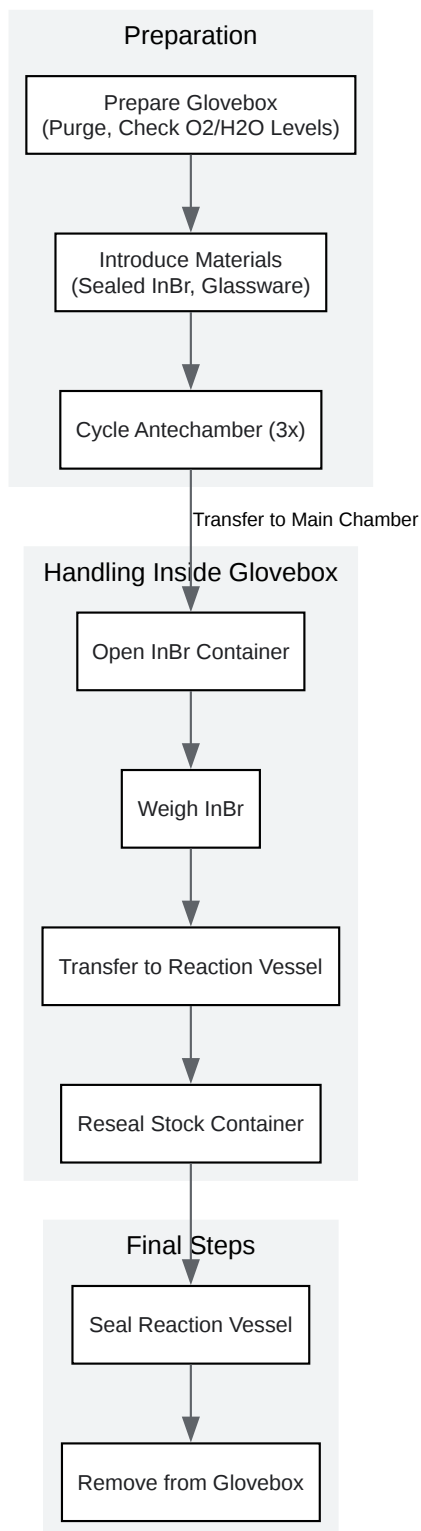 Preparation
Prepare Glovebox
(Purge, Check O2/H2O Levels)
Introduce Materials
(Sealed InBr, Glassware)
Cycle Antechamber (3x)
Transfer to Main Chamber
Handling Inside Glovebox
Open InBr Container
Weigh InBr
Transfer to Reaction Vessel
Reseal Stock Container
Final Steps
Seal Reaction Vessel
Remove from Glovebox